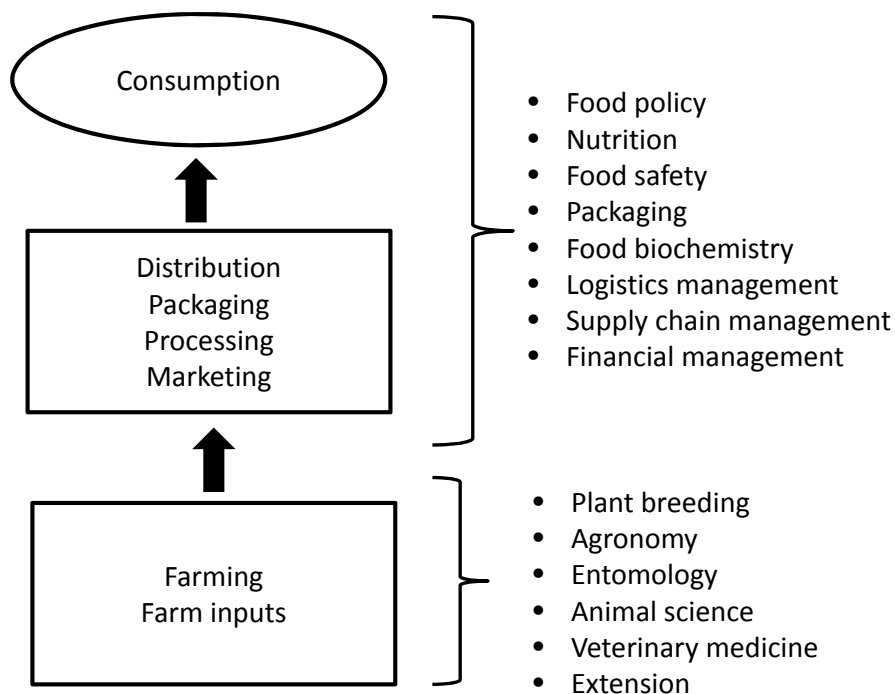 Consumption
Distribution
Packaging
Processing
Marketing
Farming
Farm inputs
• Food policy
• Nutrition
• Food safety
• Packaging
• Food biochemistry
• Logistics management
• Supply chain management
• Financial management
• Plant breeding
• Agronomy
• Entomology
• Animal science
• Veterinary medicine
• Extension